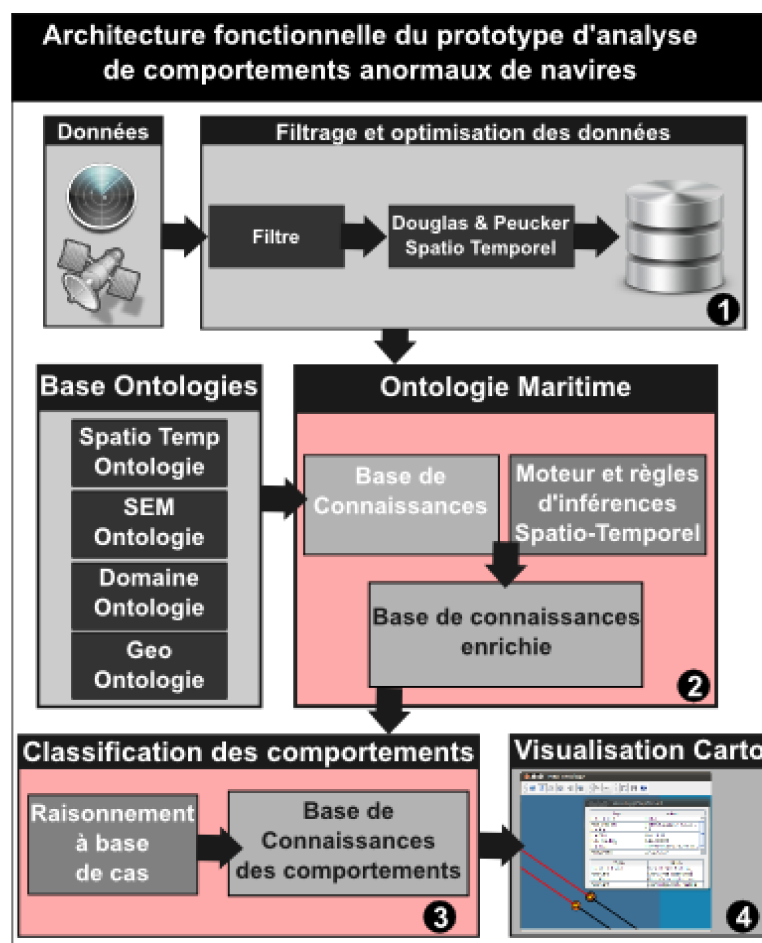 Architecture fonctionnelle du prototype d'analyse
de comportements anormaux de navires
Données
Filtrage et optimisation des données
Filtre
Douglas & Peucker
Spatio Temporel
1
Base Ontologies
Spatio Temp
Ontologie
SEM
Ontologie
Domaine
Ontologie
Geo
Ontologie
Ontologie Maritime
Base de
Connaissances
Moteur et règles
d'inférences
Spatio-Temporel
Base de connaissances
enrichie
2
Classification des comportements
Raisonnement
à base
de cas
Base de
Connaissances
des comportements
3
Visualisation Carto
4